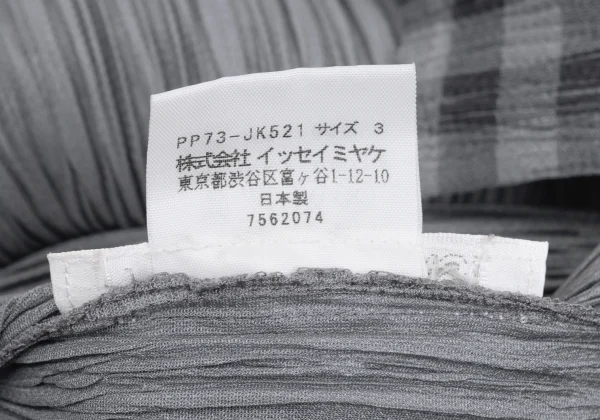 PP73-JK521 サイズ 3
株式会社 イッセイミヤケ
東京都渋谷区富ヶ谷1-12-10
日本製
7562074